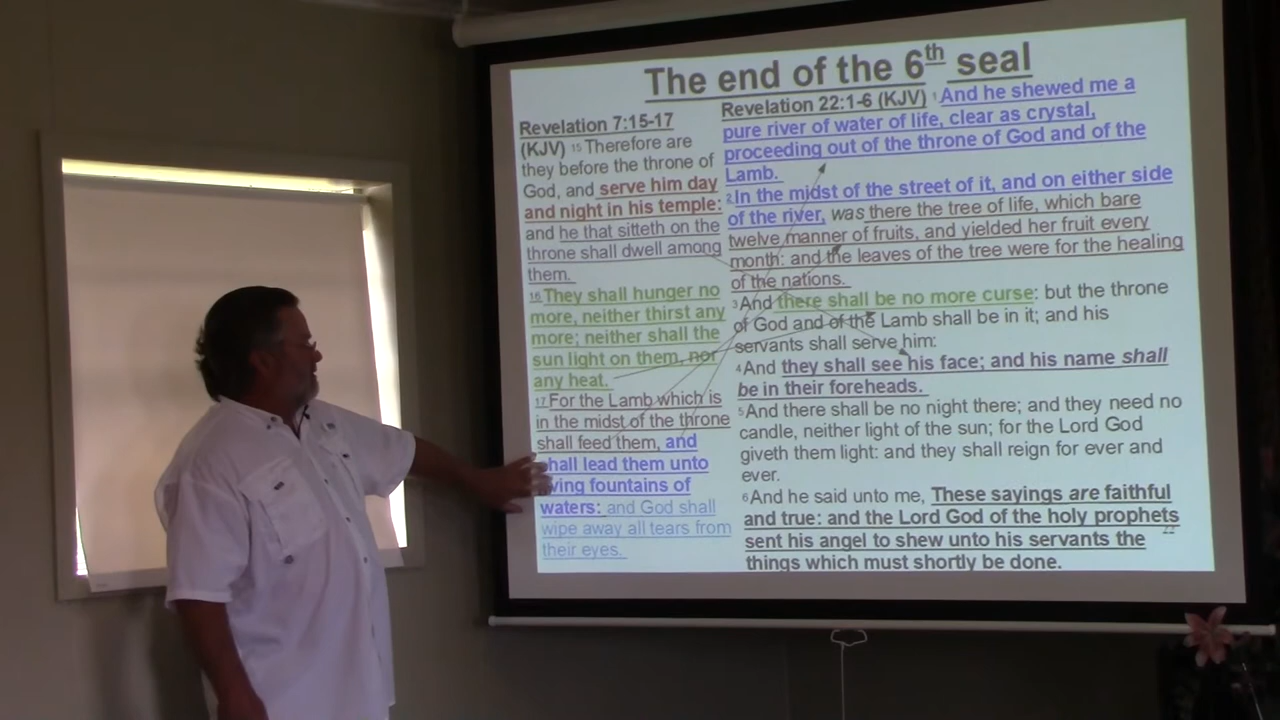 The end of the 6th seal
Revelation 7:15-17
(KJV) 15 Therefore are
they before the throne of
God, and serve him day
and night in his temple:
and he that sitteth on the
throne shall dwell among
them.
16 They shall hunger no
more, neither thirst any
more; neither shall the
sun light on them, nor
any heat.
17 For the Lamb which is
in the midst of the throne
shall feed them, and
shall lead them unto
living fountains of
waters: and God shall
wipe away all tears from
their eyes.
Revelation 22:1-6 (KJV) 1 And he shewed me a
pure river of water of life, clear as crystal,
proceeding out of the throne of God and of the
Lamb.
2 In the midst of the street of it, and on either side
of the river, was there the tree of life, which bare
twelve manner of fruits, and yielded her fruit every
month: and the leaves of the tree were for the healing
of the nations.
3 And there shall be no more curse: but the throne
of God and of the Lamb shall be in it; and his
servants shall serve him:
4 And they shall see his face; and his name shall
be in their foreheads.
5 And there shall be no night there; and they need no
candle, neither light of the sun; for the Lord God
giveth them light: and they shall reign for ever and
ever.
6 And he said unto me, These sayings are faithful
and true: and the Lord God of the holy prophets
sent his angel to shew unto his servants the
things which must shortly be done.
22